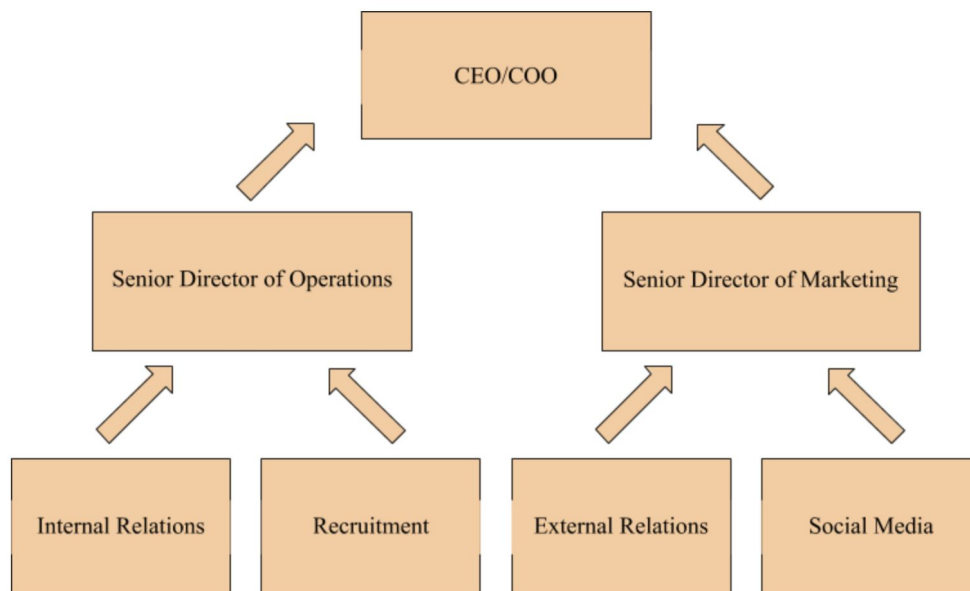 CEO/COO
Senior Director of Operations
Senior Director of Marketing
Internal Relations
Recruitment
External Relations
Social Media